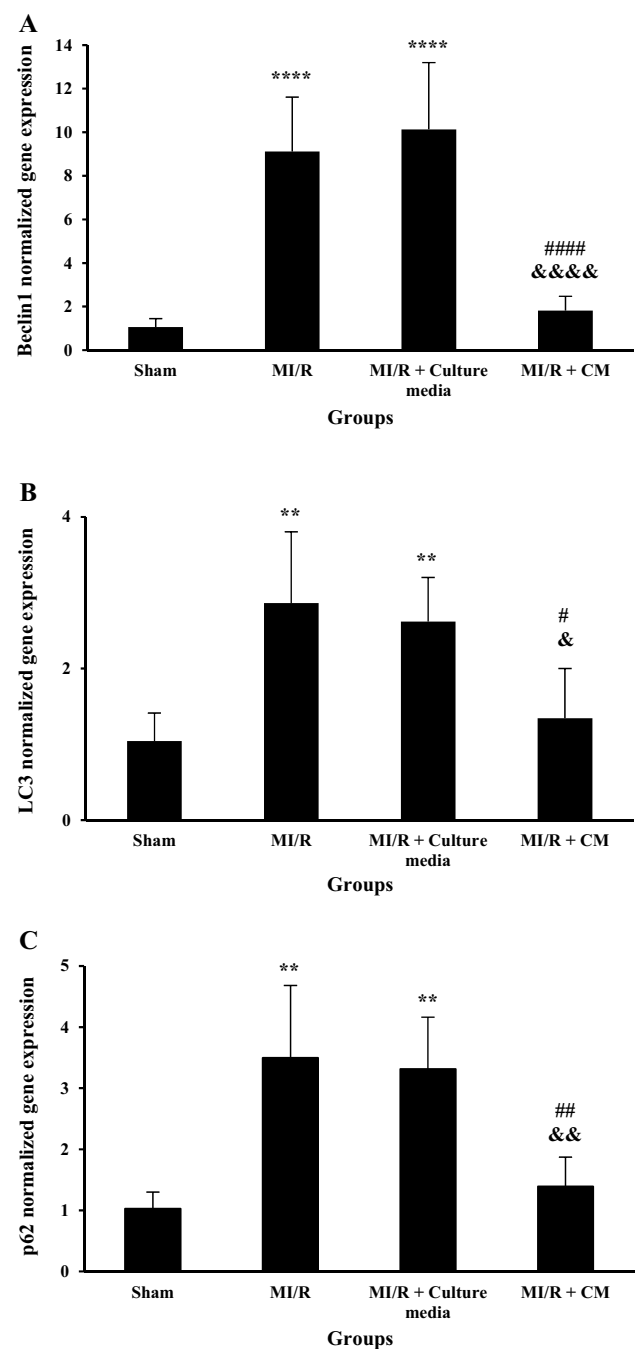 A
Beclin1 normalized gene expression
14
12
10
8
6
4
2
0
****
****
####
&&&&
Sham
MI/R
MI/R + Culture
media
MI/R + CM
Groups
B
LC3 normalized gene expression
4
2
0
**
**
#
&
Sham
MI/R
MI/R + Culture
media
MI/R + CM
Groups
C
p62 normalized gene expression
5
4
3
2
1
0
**
**
##
&&
Sham
MI/R
MI/R + Culture
media
MI/R + CM
Groups